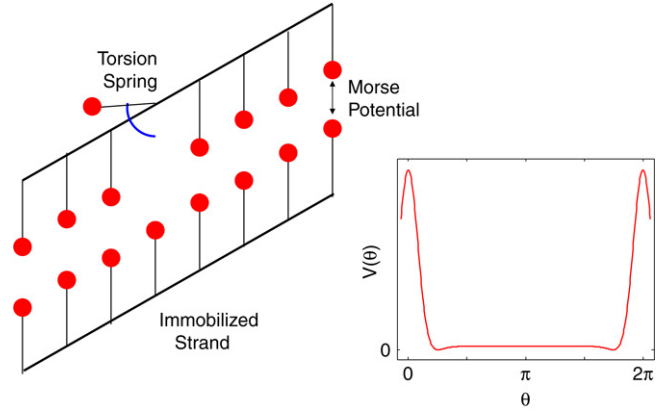 Torsion
Spring
Morse
Potential
Immobilized
Strand
V(θ)
0
0
π
2π
θ